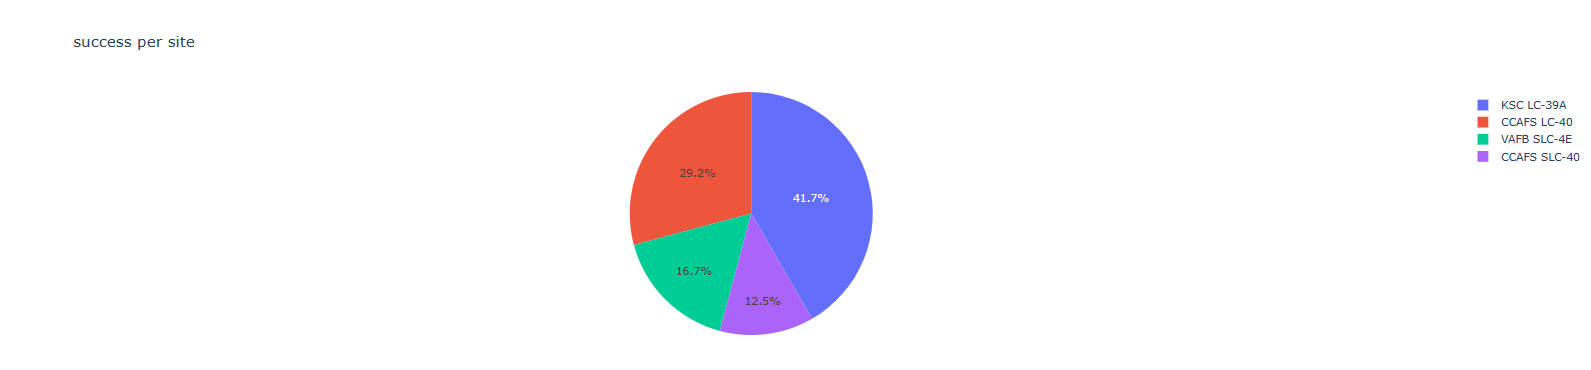 success per site
29.2%
41.7%
16.7%
12.5%
KSC LC-39A
CCAFS LC-40
VAFB SLC-4E
CCAFS SLC-40